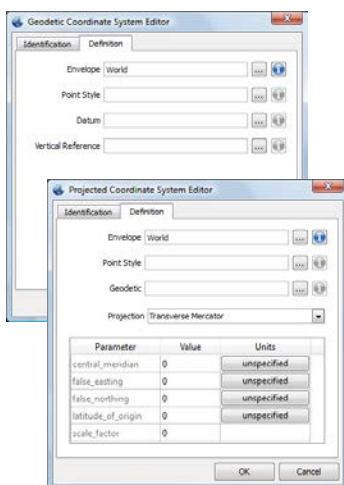 Geodetic Coordinate System Editor
Identification Definition
Envelope World ...
Point Style ...
Datum ...
Vertical Reference ...
Projected Coordinate System Editor
Identification Definition
Envelope World ...
Point Style ...
Geodetic ...
Projection Transverse Mercator
Parameter Value Units
central_meridian 0 unspecified
false_easting 0 unspecified
false_northing 0 unspecified
latitude_of_origin 0 unspecified
scale_factor 0
OK Cancel